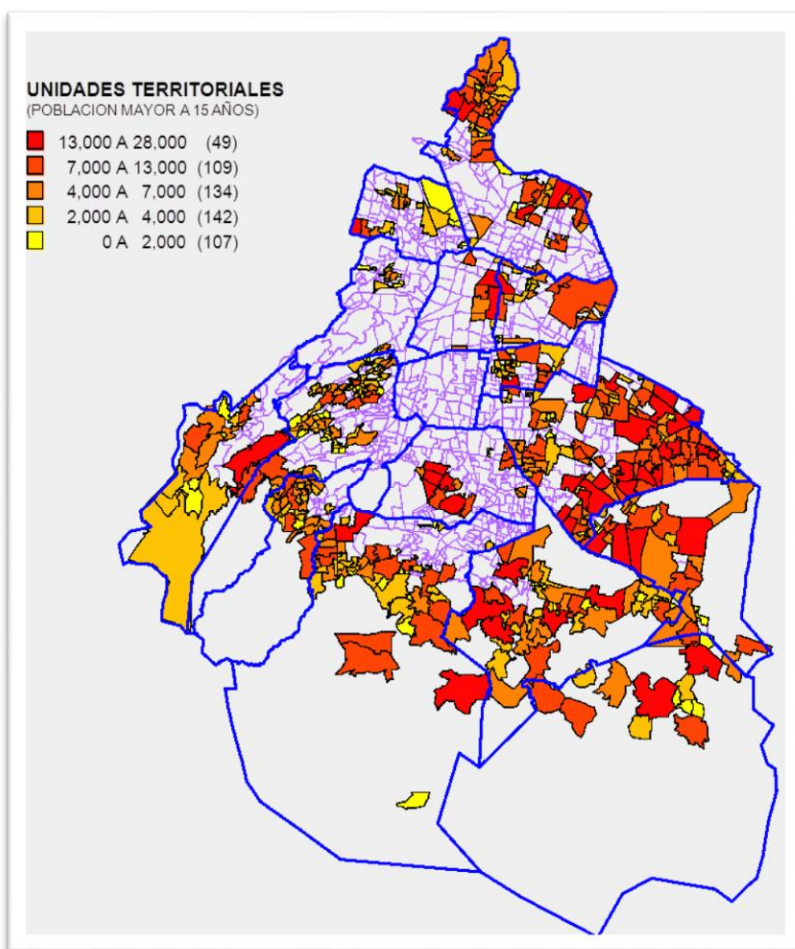 UNIDADES TERRITORIALES
(POBLACION MAYOR A 15 AÑOS)
13,000 A 28,000 (49)
7,000 A 13,000 (109)
4,000 A 7,000 (134)
2,000 A 4,000 (142)
0 A 2,000 (107)